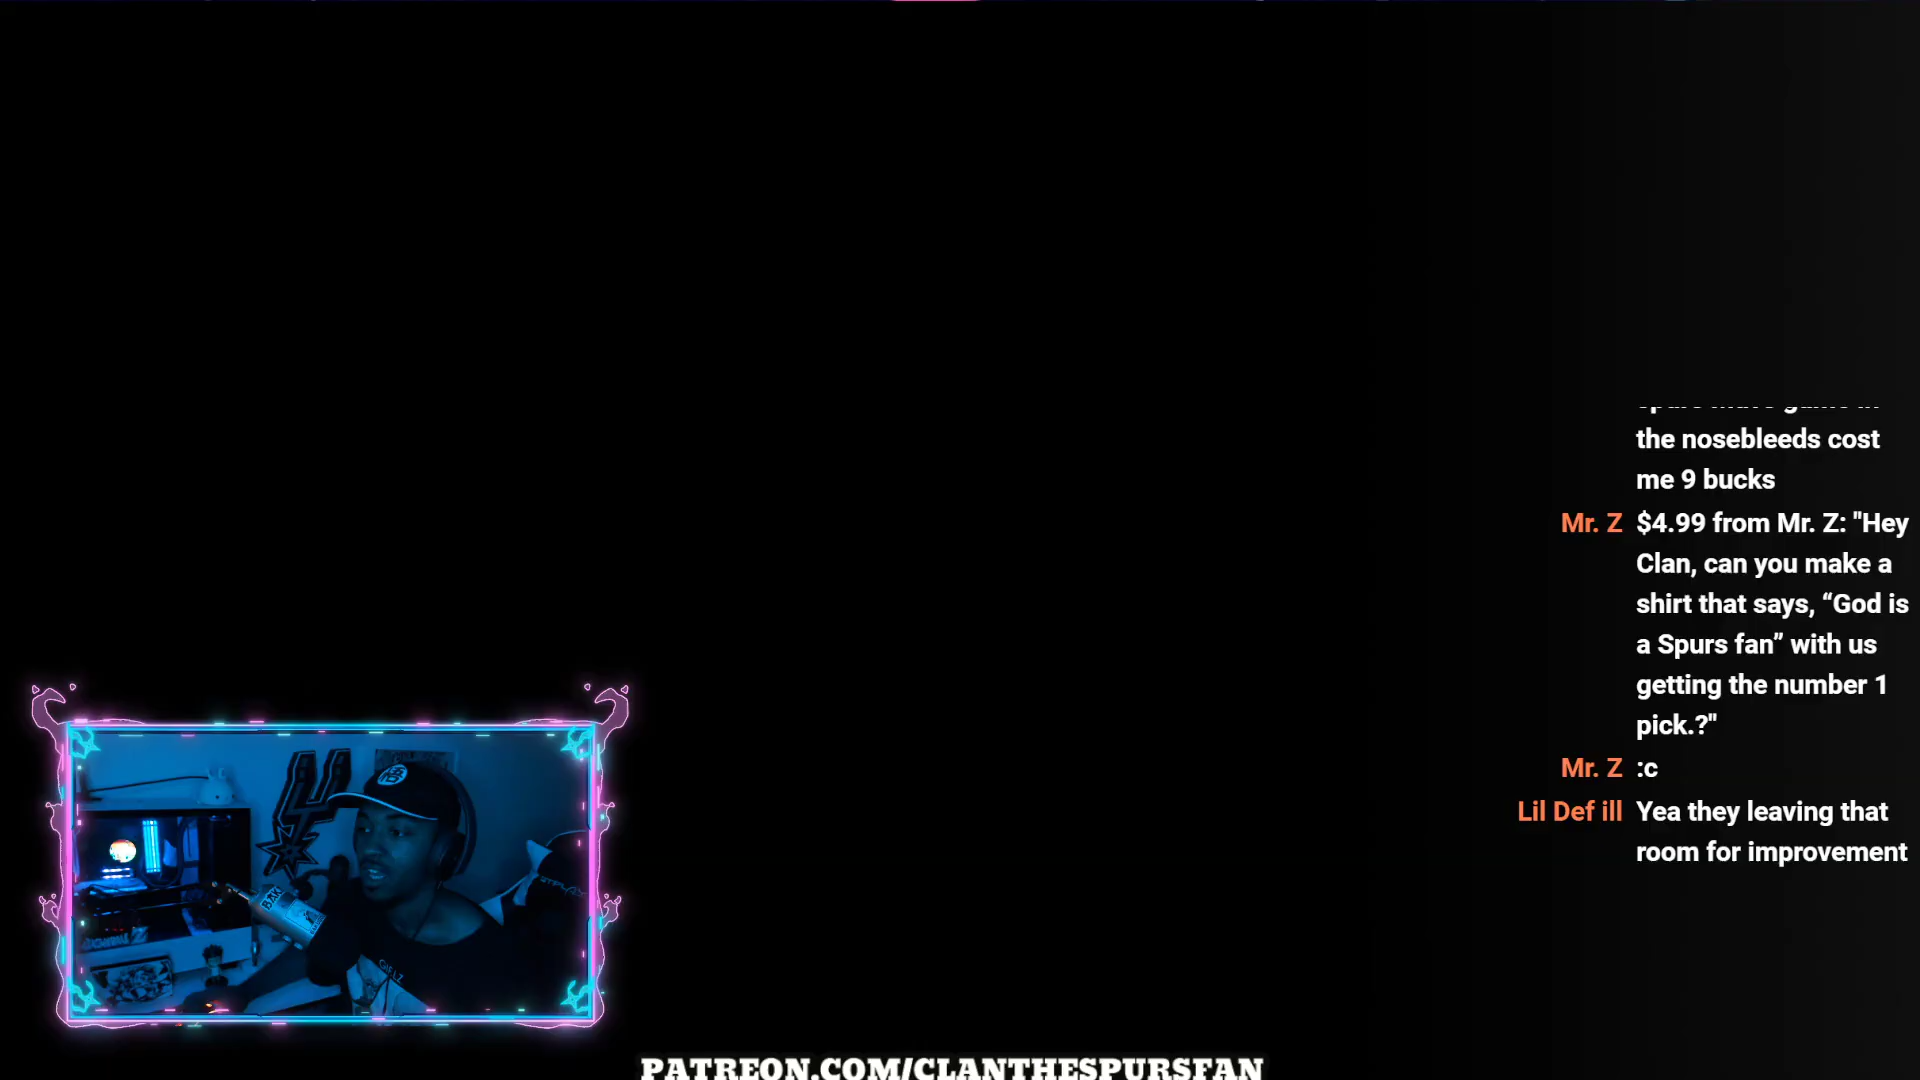 the nosebleeds cost
me 9 bucks
Mr. Z $4.99 from Mr. Z: "Hey
Clan, can you make a
shirt that says, “God is
a Spurs fan” with us
getting the number 1
pick.?"
Mr. Z :c
Lil Def ill Yea they leaving that
room for improvement
PATREON.COM/CLANTHESPURSFAN